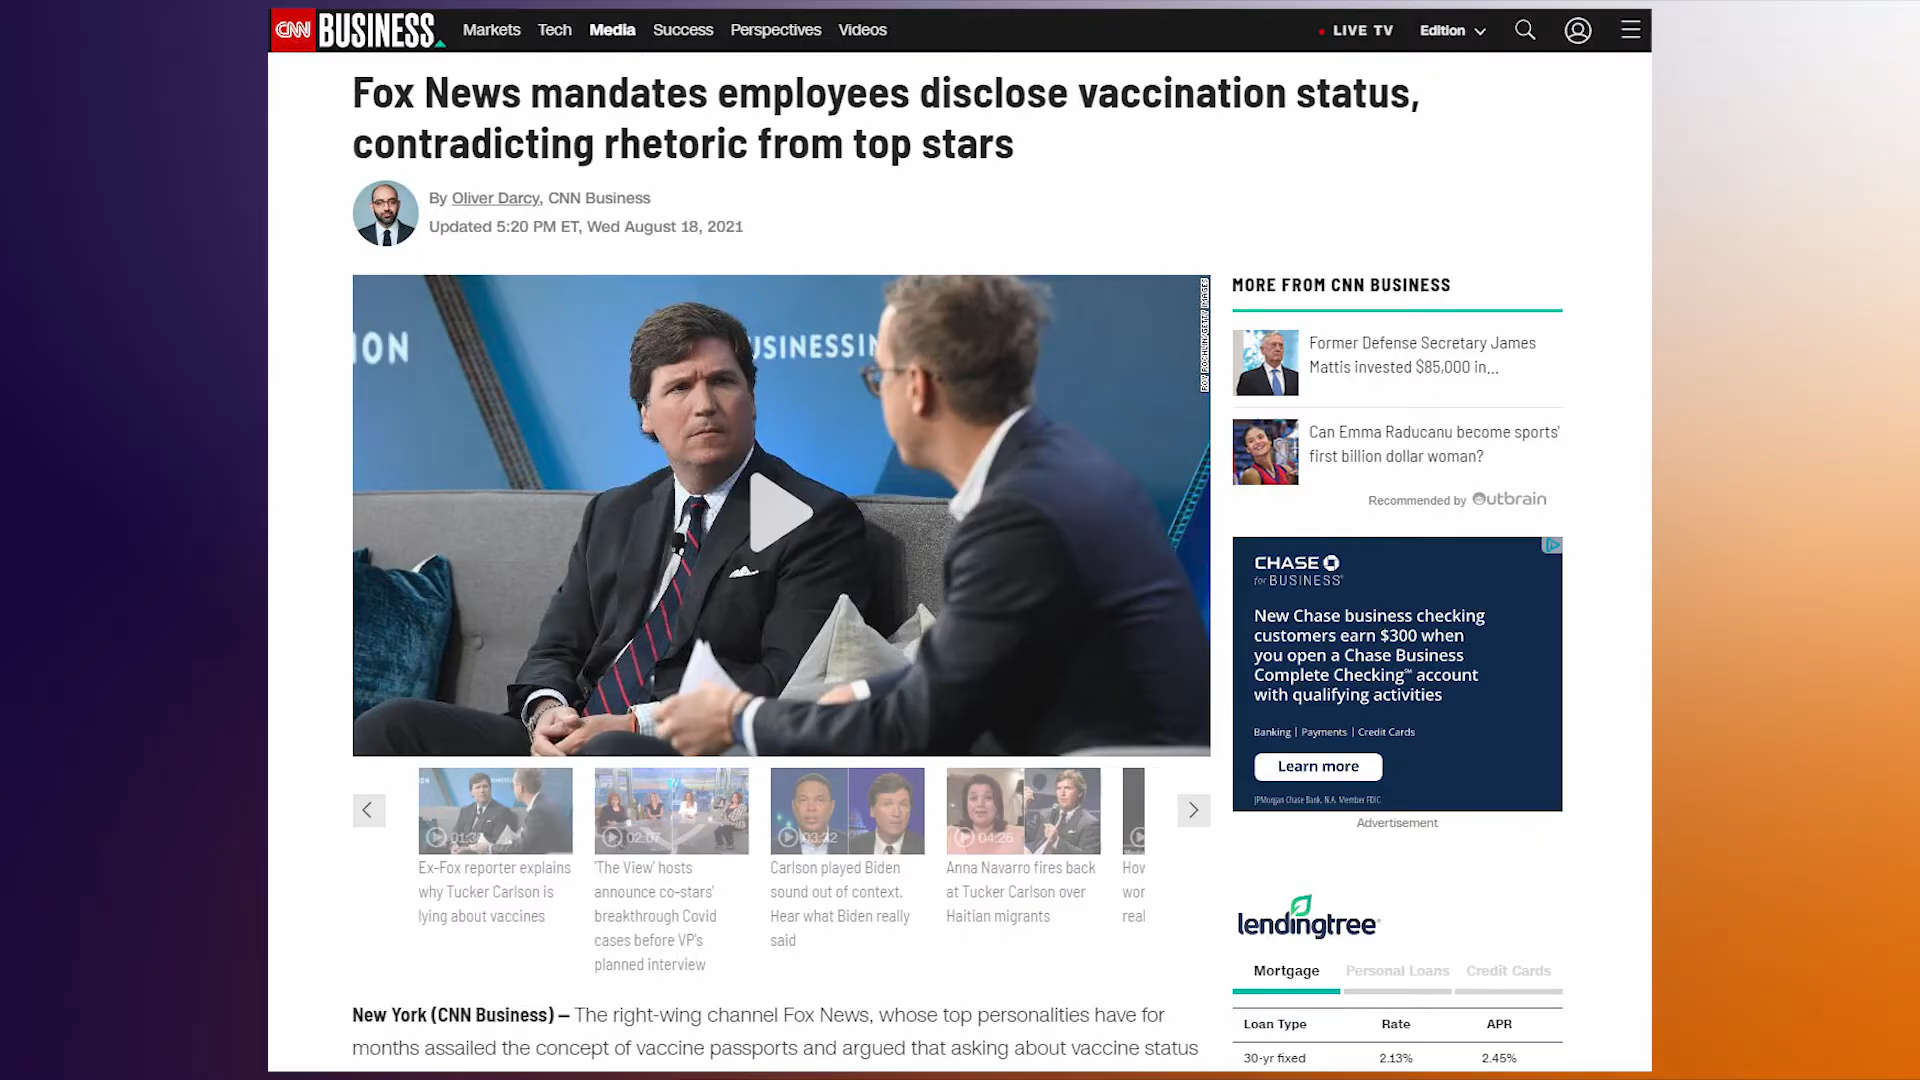 CNN BUSINESS Markets Tech Media Success Perspectives Videos LIVE TV Edition
Fox News mandates employees disclose vaccination status,
contradicting rhetoric from top stars
By Oliver Darcy, CNN Business
Updated 5:20 PM ET, Wed August 18, 2021
ION
USINESSIN
ROY ROCHLIN/GETTY IMAGES
01:3
Ex-Fox reporter explains
why Tucker Carlson is
lying about vaccines
02:07
'The View' hosts
announce co-stars'
breakthrough Covid
cases before VP's
planned interview
03:22
Carlson played Biden
sound out of context.
Hear what Biden really
said
04:26
Anna Navarro fires back
at Tucker Carlson over
Haitian migrants
How
wor
real
New York (CNN Business) — The right-wing channel Fox News, whose top personalities have for
months assailed the concept of vaccine passports and argued that asking about vaccine status
MORE FROM CNN BUSINESS
Former Defense Secretary James
Mattis invested $85,000 in...
Can Emma Raducanu become sports'
first billion dollar woman?
Recommended by Outbrain
CHASE
for BUSINESS®
New Chase business checking
customers earn $300 when
you open a Chase Business
Complete Checking℠ account
with qualifying activities
Banking | Payments | Credit Cards
Learn more
JPMorgan Chase Bank, N.A. Member FDIC.
Advertisement
lendingtree
Mortgage Personal Loans Credit Cards
Loan Type Rate APR
30-yr fixed 2.13% 2.45%